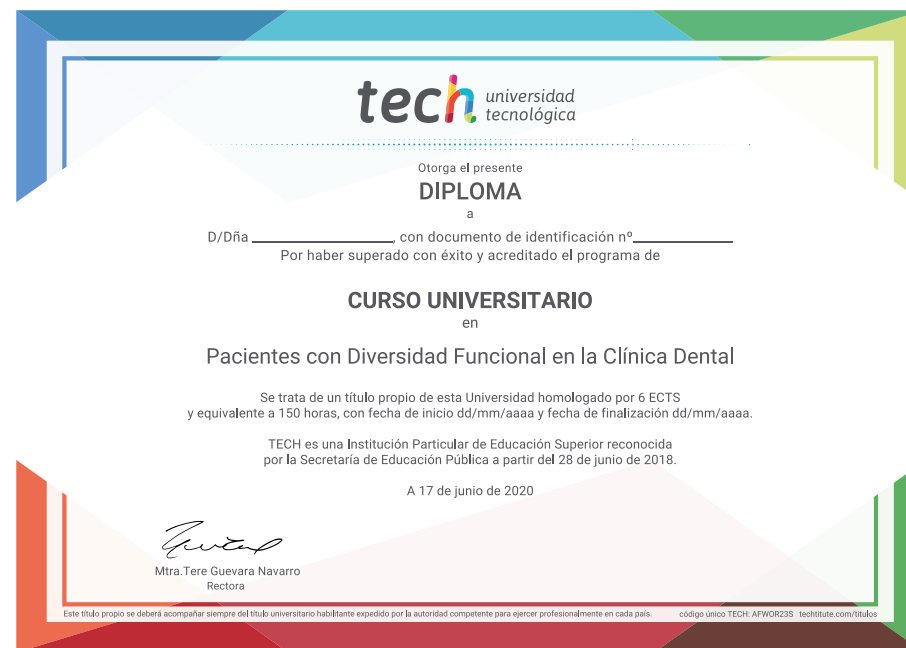 tech universidad
tecnológica
Otorga el presente
DIPLOMA
a
D/Dña ____________________, con documento de identificación nº______________
Por haber superado con éxito y acreditado el programa de
CURSO UNIVERSITARIO
en
Pacientes con Diversidad Funcional en la Clínica Dental
Se trata de un título propio de esta Universidad homologado por 6 ECTS
y equivalente a 150 horas, con fecha de inicio dd/mm/aaaa y fecha de finalización dd/mm/aaaa.
TECH es una Institución Particular de Educación Superior reconocida
por la Secretaría de Educación Pública a partir del 28 de junio de 2018.
A 17 de junio de 2020
Mtra.Tere Guevara Navarro
Rectora
Este título propio se deberá acompañar siempre del título universitario habilitante expedido por la autoridad competente para ejercer profesionalmente en cada país. código único TECH: AFWOR23S techtitute.com/titulos